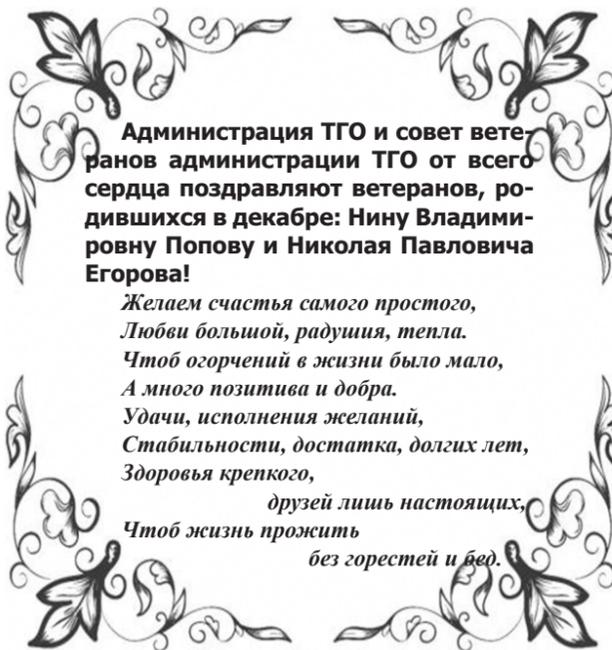 Администрация ТГО и совет вете-
ранов администрации ТГО от всего
сердца поздравляют ветеранов, ро-
дившихся в декабре: Нину Владими-
ровну Попову и Николая Павловича
Егорова!
Желаем счастья самого простого,
Любви большой, радушия, тепла.
Чтоб огорчений в жизни было мало,
А много позитива и добра.
Удачи, исполнения желаний,
Стабильности, достатка, долгих лет,
Здоровья крепкого,
друзей лишь настоящих,
Чтоб жизнь прожить
без горестей и бед.